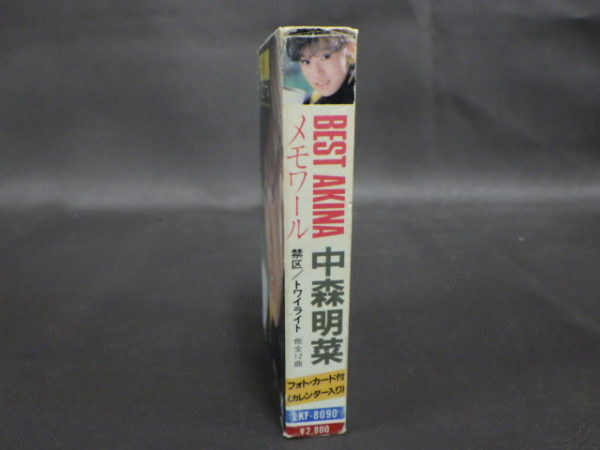 BEST AKINA
メモワール
中森明菜
禁区/トワイライト 他全12曲
フォト・カード付
(カレンダー入り)
LKF-8090
¥2,800